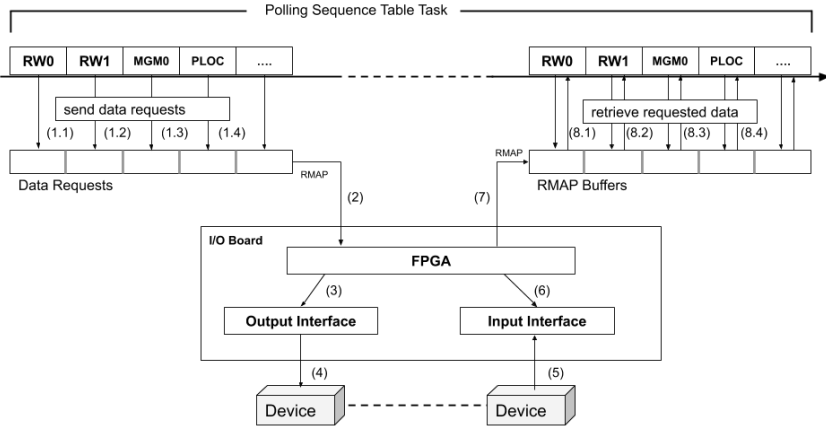 Polling Sequence Table Task
RW0 RW1 MGM0 PLOC ....
RW0 RW1 MGM0 PLOC ....
send data requests
retrieve requested data
(1.1) (1.2) (1.3) (1.4)
(8.1) (8.2) (8.3) (8.4)
RMAP
RMAP
Data Requests
RMAP Buffers
(2)
(7)
I/O Board
FPGA
(3)
(6)
Output Interface
Input Interface
(4)
(5)
Device
Device